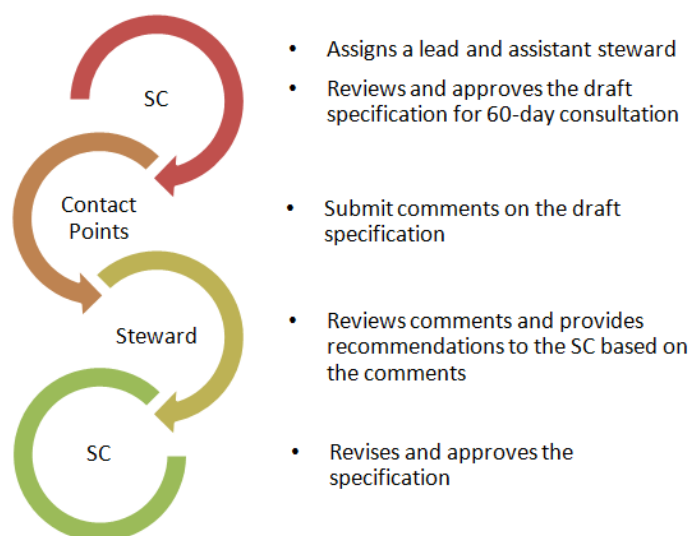 SC
• Assigns a lead and assistant steward
• Reviews and approves the draft
specification for 60-day consultation
Contact
Points
• Submit comments on the draft
specification
Steward
• Reviews comments and provides
recommendations to the SC based on
the comments
SC
• Revises and approves the
specification